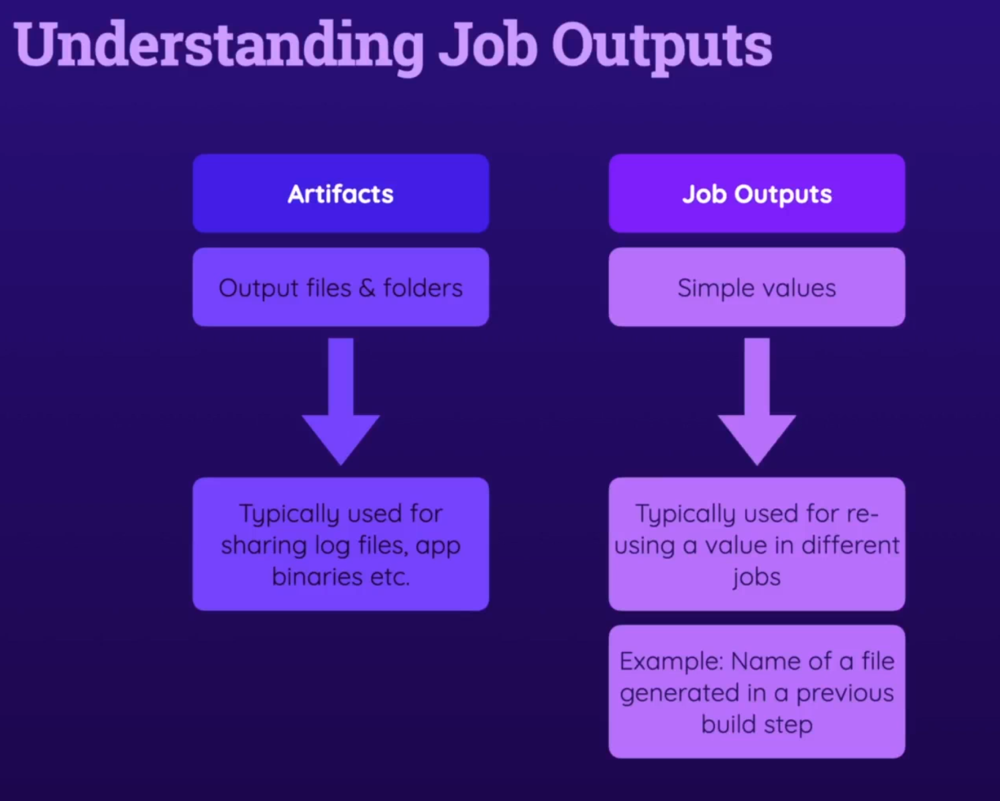 Understanding Job Outputs
Artifacts
Output files & folders
Typically used for
sharing log files, app
binaries etc.
Job Outputs
Simple values
Typically used for re-
using a value in different
jobs
Example: Name of a file
generated in a previous
build step